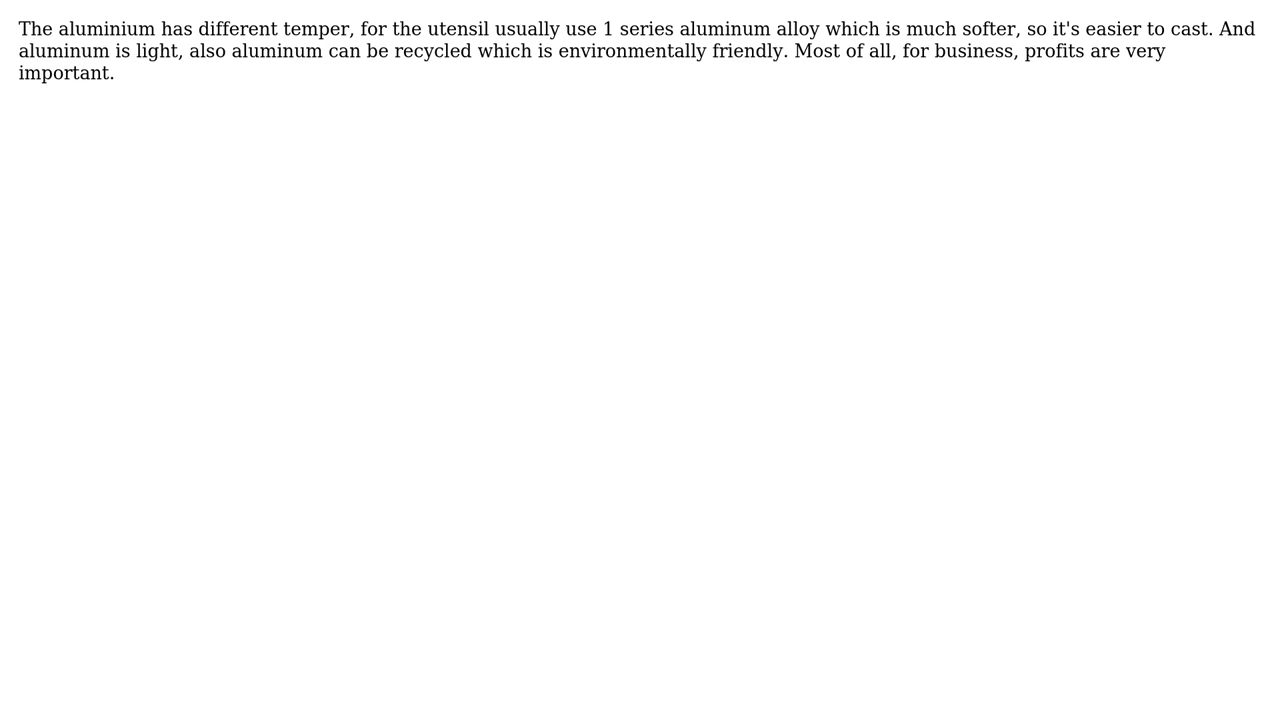 The aluminium has different temper, for the utensil usually use 1 series aluminum alloy which is much softer, so it's easier to cast. And
aluminum is light, also aluminum can be recycled which is environmentally friendly. Most of all, for business, profits are very
important.